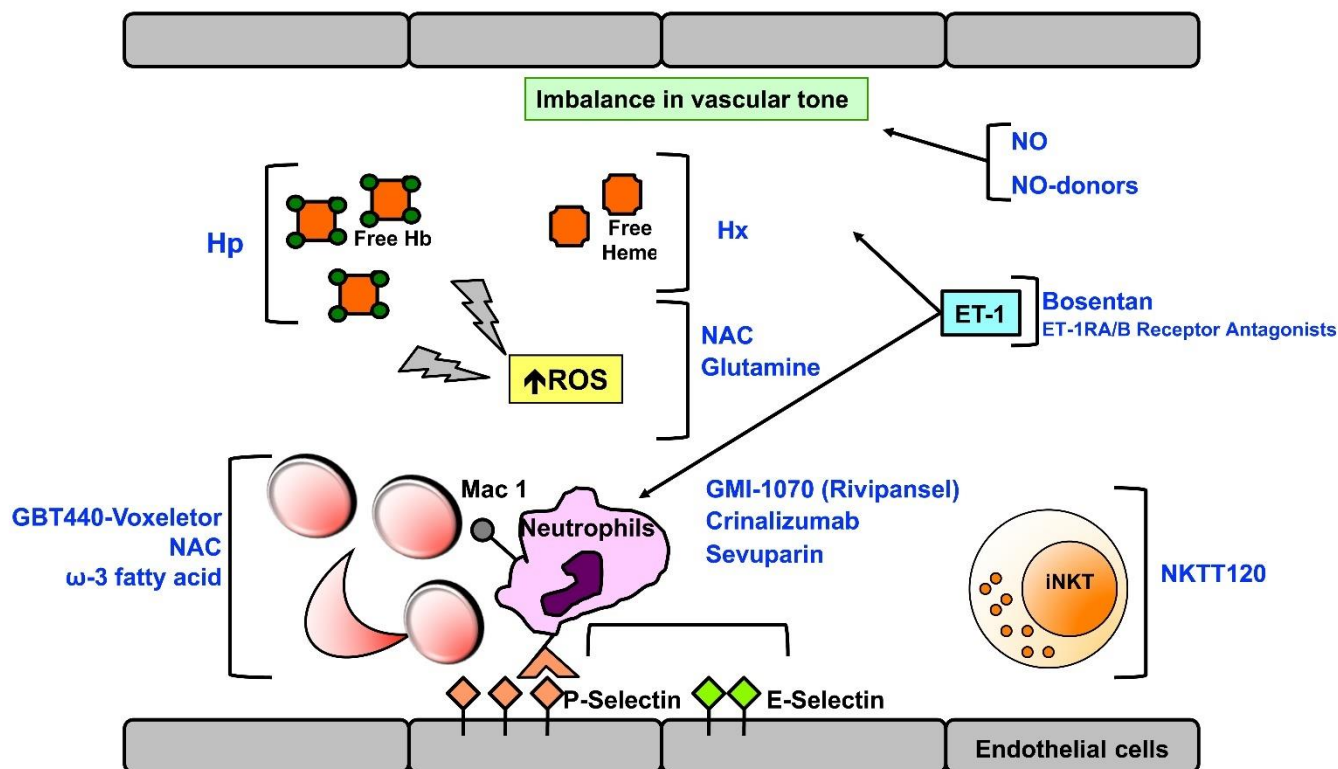 Imbalance in vascular tone
NO
NO-donors
Hp
Free Hb
Free
Heme
Hx
ET-1
Bosentan
ET-1RA/B Receptor Antagonists
NAC
Glutamine
↑ROS
GBT440-Voxeletor
NAC
ω-3 fatty acid
Mac 1
Neutrophils
GMI-1070 (Rivipansel)
Crinalizumab
Sevuparin
iNKT
NKTT120
P-Selectin
E-Selectin
Endothelial cells